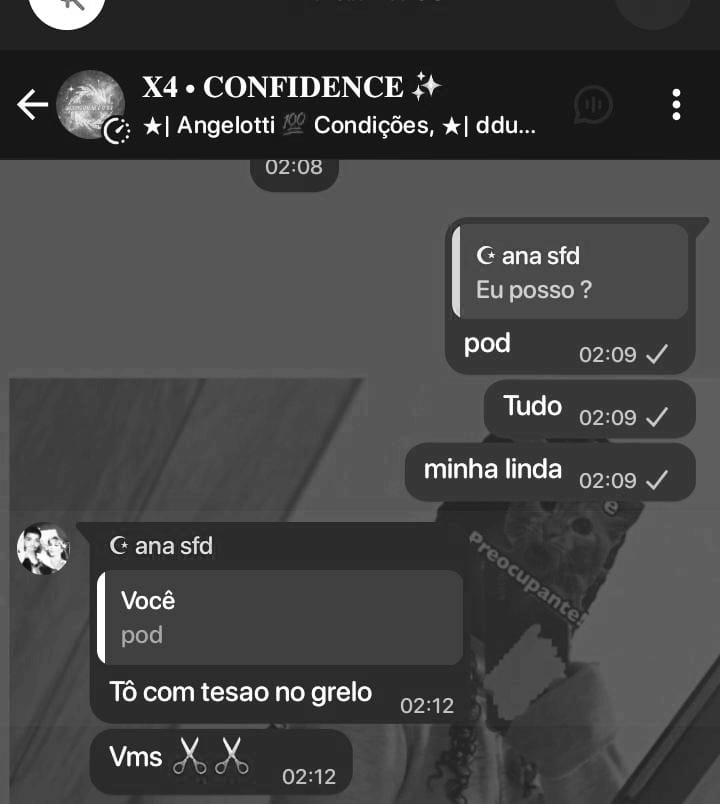 X4 • CONFIDENCE ✨
★| Angelotti 💯 Condições, ★| ddu...
02:08
☪ ana sfd
Eu posso ?
pod 02:09
Tudo 02:09
minha linda 02:09
☪ ana sfd
Você
pod
Tô com tesao no grelo 02:12
Vms ✂️✂️ 02:12
e
Preocupante!